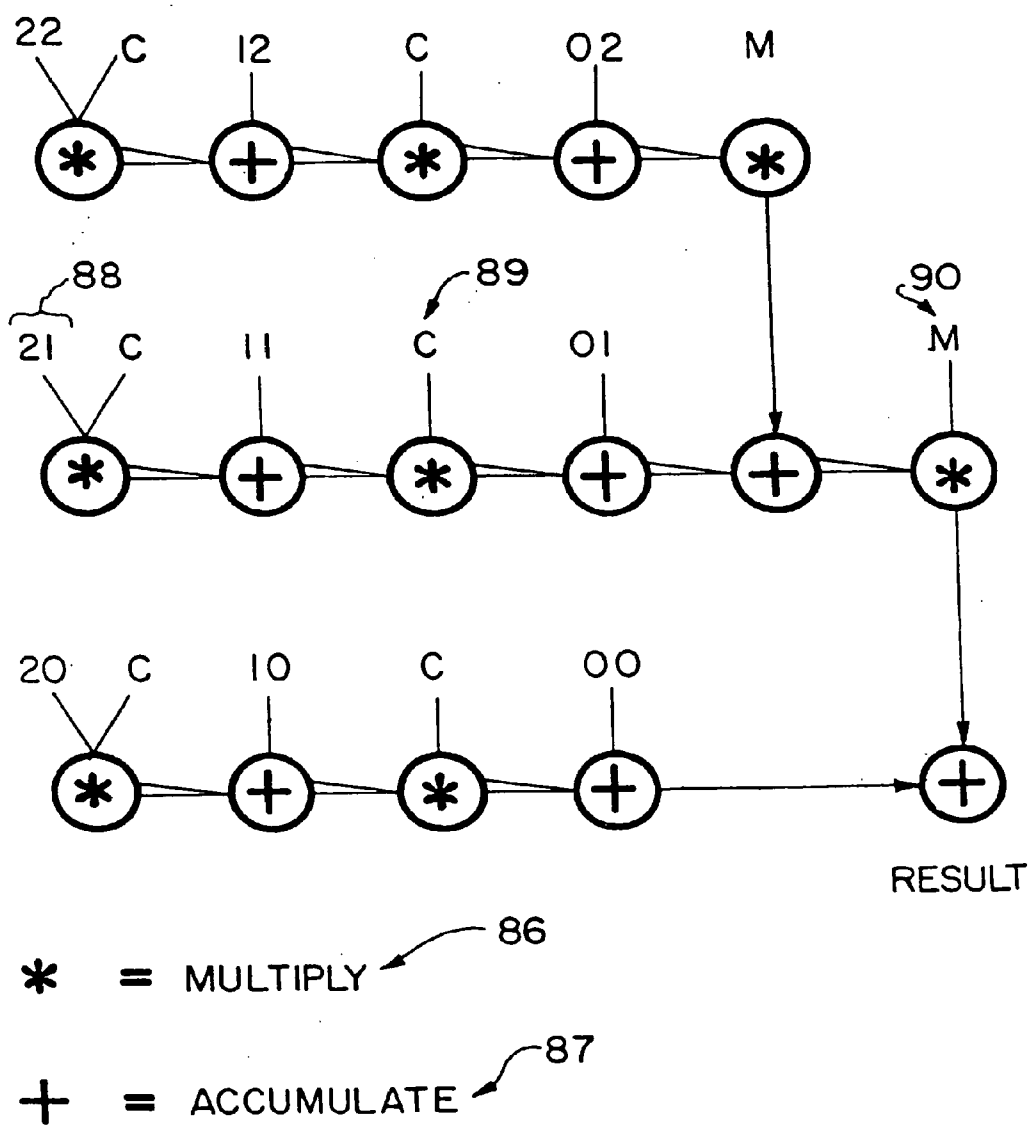 22 C 12 C 02 M
* + * + *
88 89 90
21 C 11 C 01 M
* + * + + *
20 C 10 C 00
* + * + +
RESULT
86
* = MULTIPLY
87
+ = ACCUMULATE